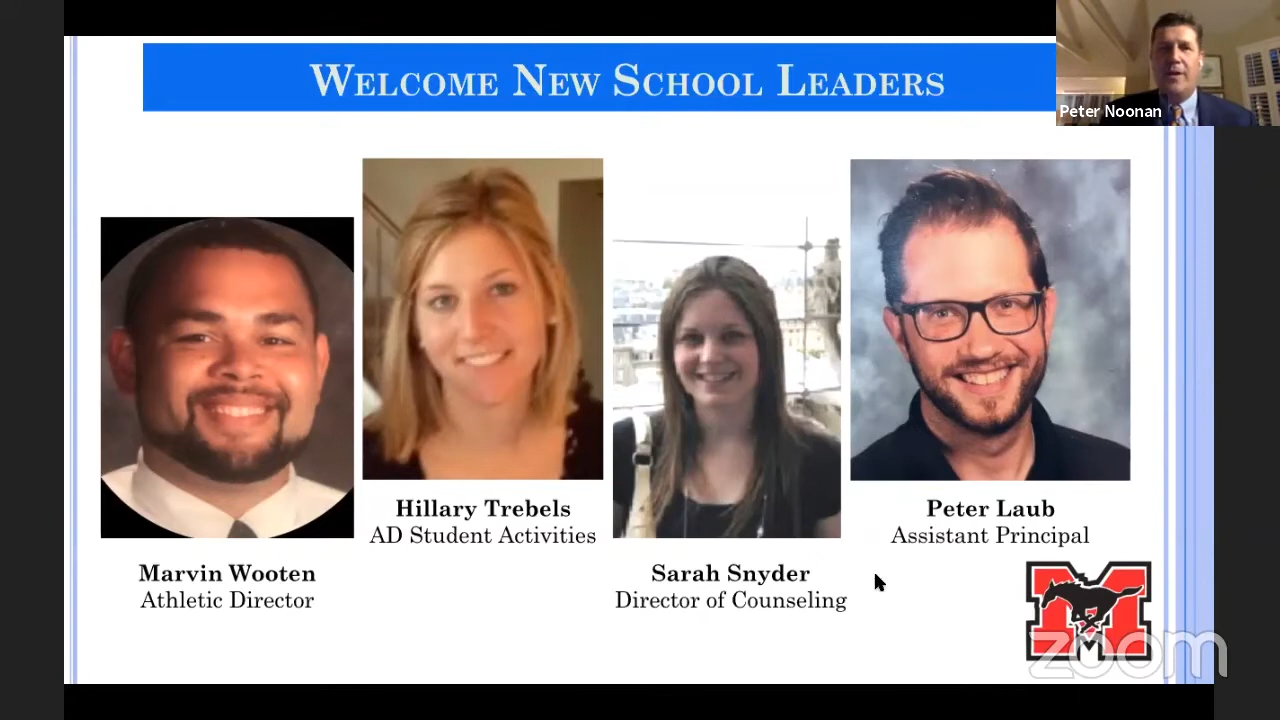 WELCOME NEW SCHOOL LEADERS
Peter Noonan
Hillary Trebels
AD Student Activities
Peter Laub
Assistant Principal
Marvin Wooten
Athletic Director
Sarah Snyder
Director of Counseling
M
zoom